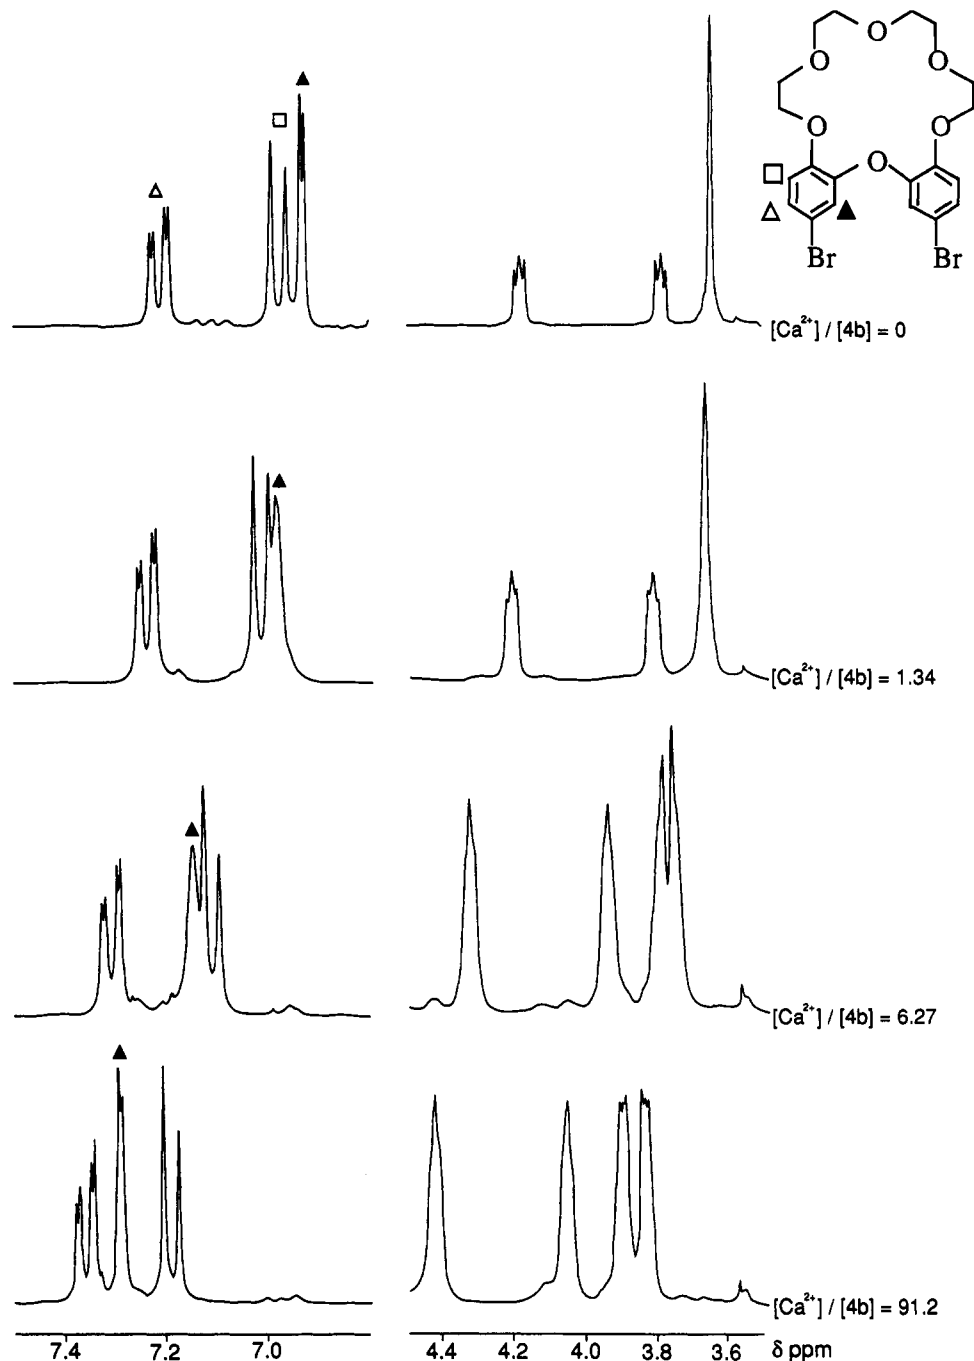 O
O
O
O
O
O
Br
Br
[Ca²⁺] / [4b] = 0
[Ca²⁺] / [4b] = 1.34
[Ca²⁺] / [4b] = 6.27
[Ca²⁺] / [4b] = 91.2
7.4 7.2 7.0 4.4 4.2 4.0 3.8 3.6 δ ppm